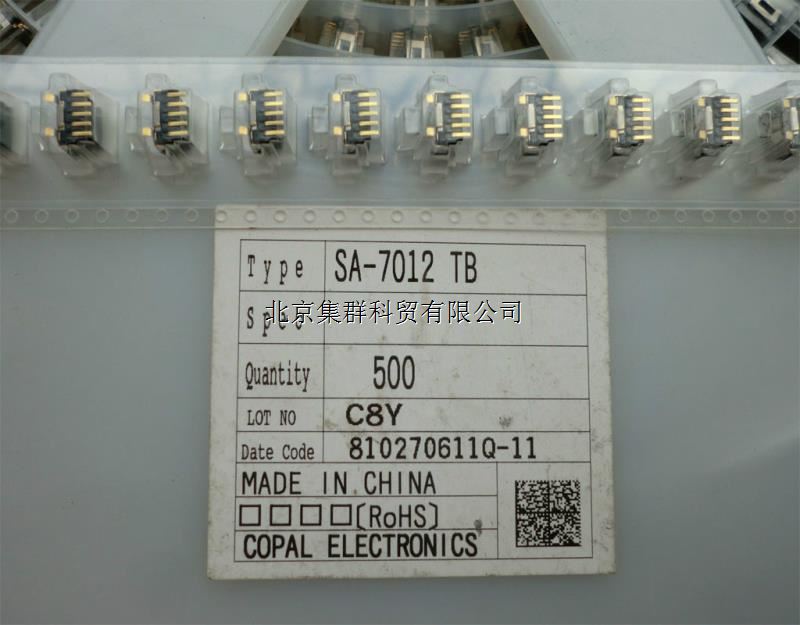 Type SA-7012 TB
Spec
北京集群科贸有限公司
Quantity 500
LOT NO C8Y
Date Code 810270611Q-11
MADE IN CHINA
□□□□(RoHS)
COPAL ELECTRONICS